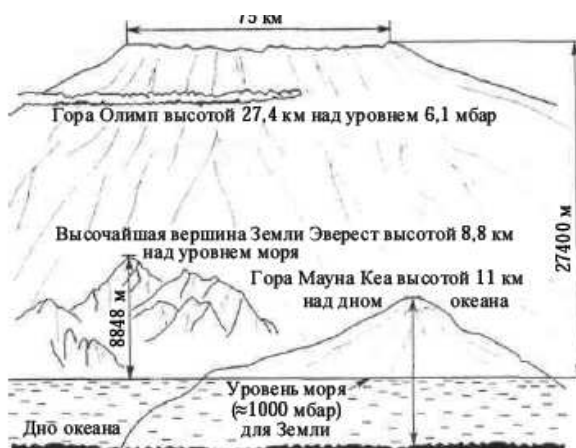 75 км
Гора Олимп высотой 27,4 км над уровнем 6,1 мбар
27400 м
Высочайшая вершина Земли Эверест высотой 8,8 км
над уровнем моря
8848 м
Гора Мауна Кеа высотой 11 км
над дном океана
Уровень моря
(≈1000 мбар)
для Земли
Дно океана